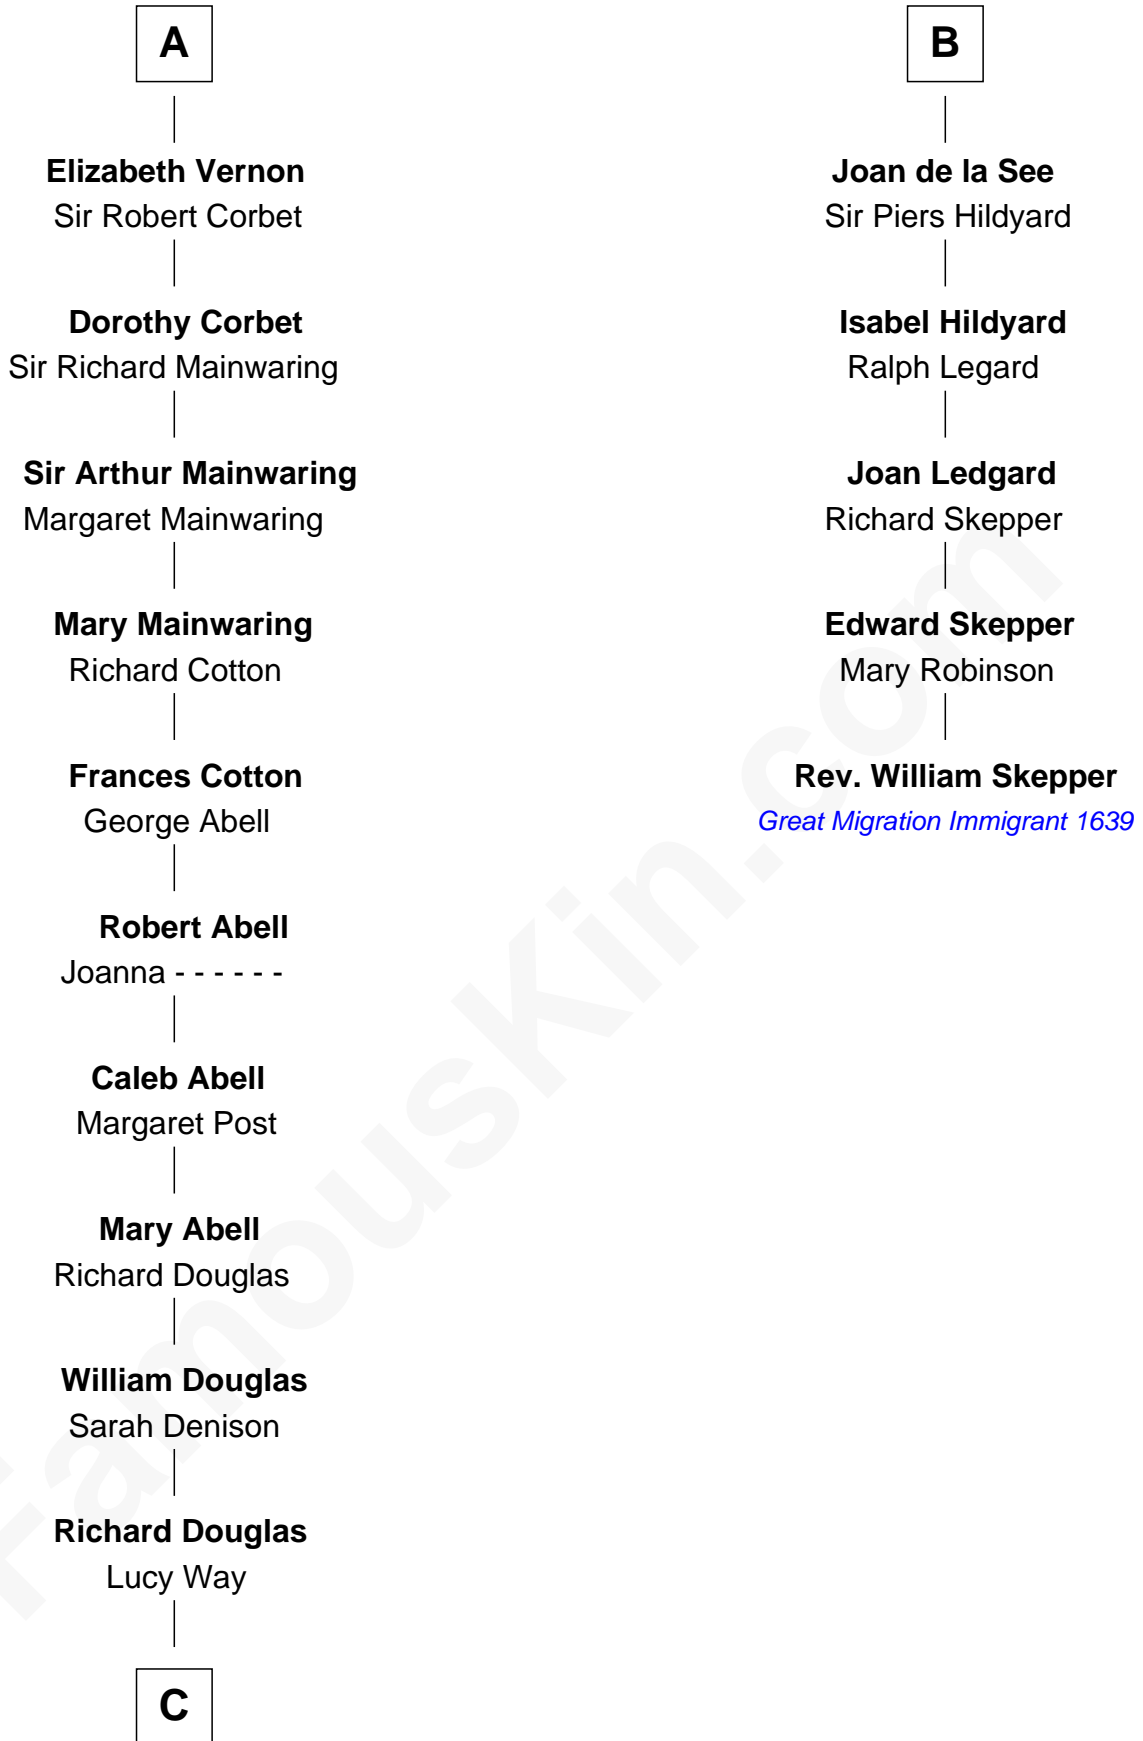 A
Elizabeth Vernon
Sir Robert Corbet
Dorothy Corbet
Sir Richard Mainwaring
Sir Arthur Mainwaring
Margaret Mainwaring
Mary Mainwaring
Richard Cotton
Frances Cotton
George Abell
Robert Abell
Joanna - - - - - -
Caleb Abell
Margaret Post
Mary Abell
Richard Douglas
William Douglas
Sarah Denison
Richard Douglas
Lucy Way
C
B
Joan de la See
Sir Piers Hildyard
Isabel Hildyard
Ralph Legard
Joan Ledgard
Richard Skepper
Edward Skepper
Mary Robinson
Rev. William Skepper
Great Migration Immigrant 1639
FamousKin.com